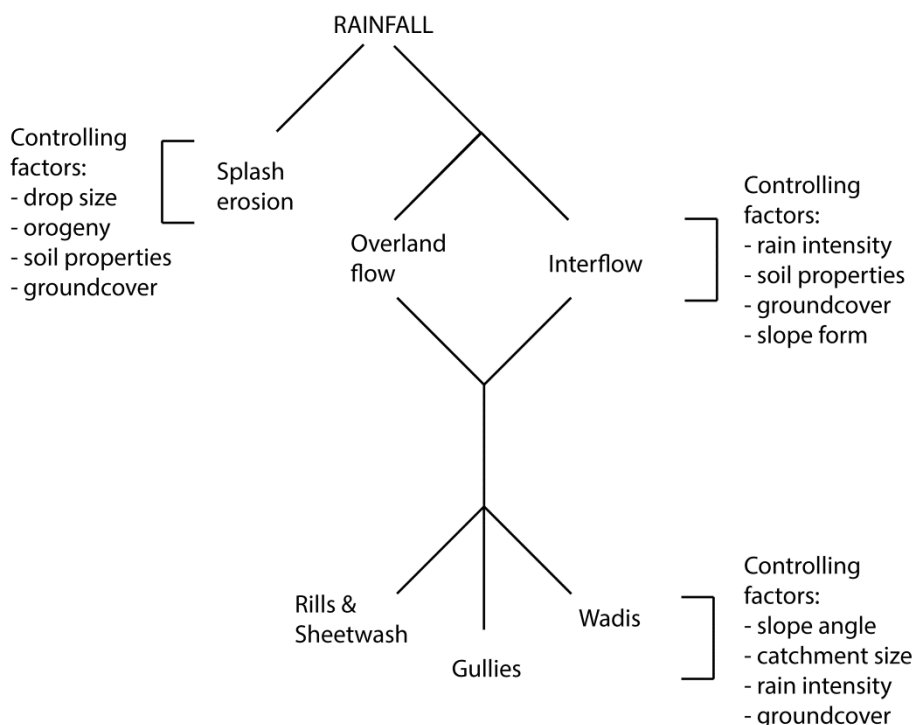 RAINFALL
Controlling
factors:
- drop size
- orogeny
- soil properties
- groundcover
Splash
erosion
Overland
flow
Interflow
Controlling
factors:
- rain intensity
- soil properties
- groundcover
- slope form
Rills &
Sheetwash
Gullies
Wadis
Controlling
factors:
- slope angle
- catchment size
- rain intensity
- groundcover